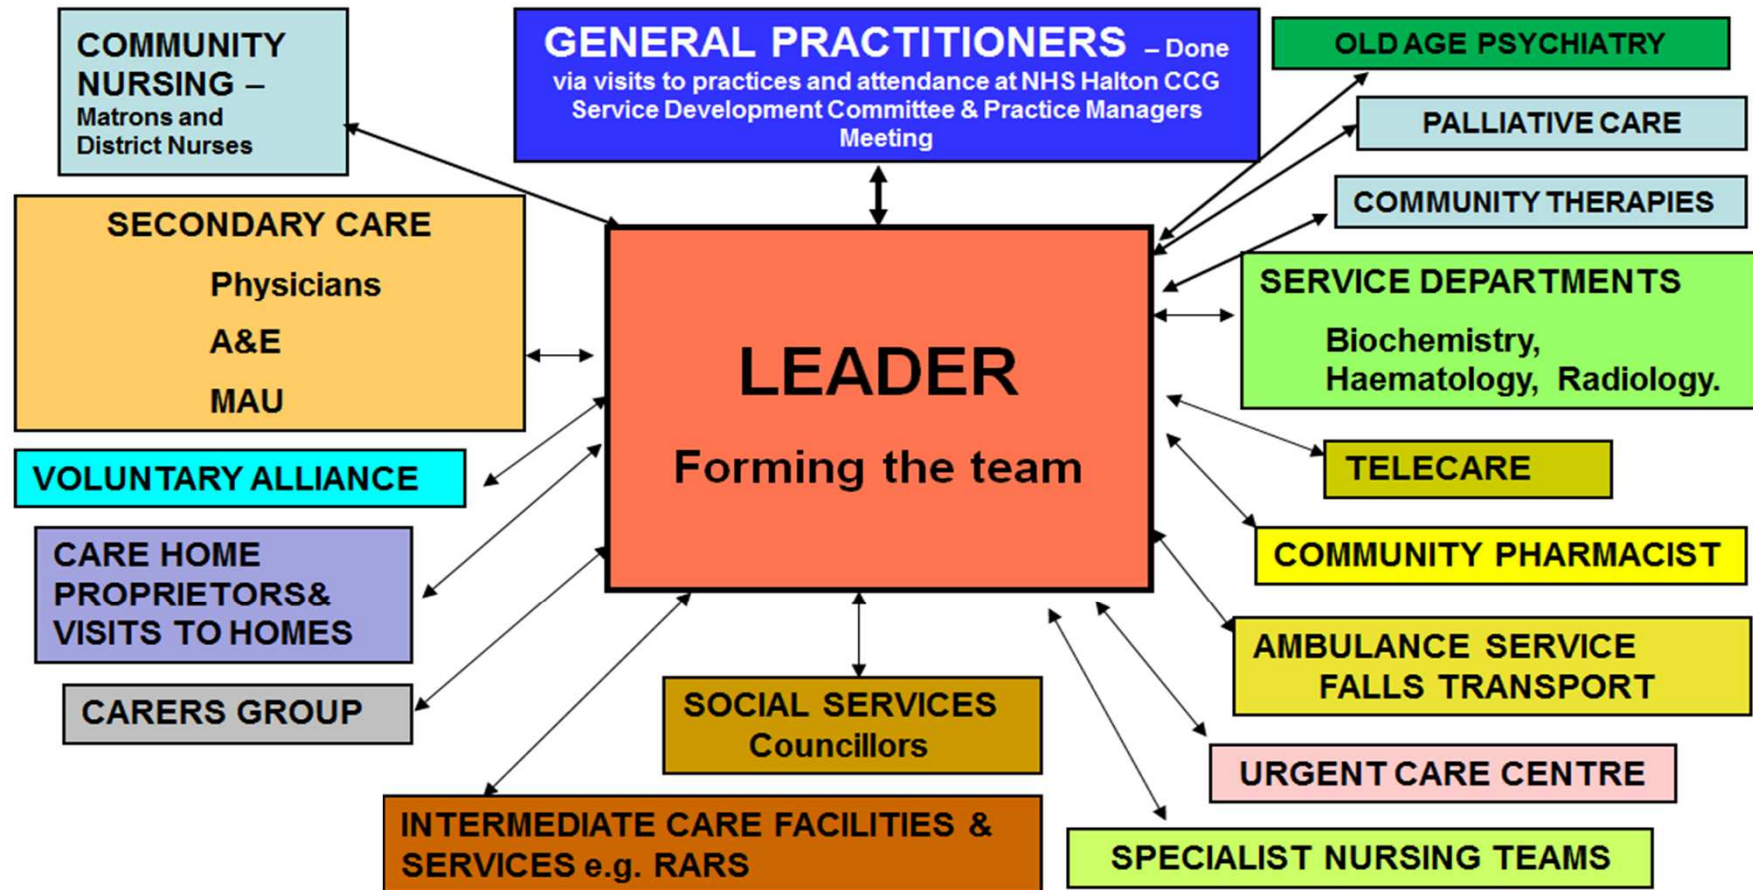 COMMUNITY
NURSING –
Matrons and
District Nurses
GENERAL PRACTITIONERS – Done
via visits to practices and attendance at NHS Halton CCG
Service Development Committee & Practice Managers
Meeting
OLD AGE PSYCHIATRY
PALLIATIVE CARE
COMMUNITY THERAPIES
SECONDARY CARE
Physicians
A&E
MAU
LEADER
Forming the team
SERVICE DEPARTMENTS
Biochemistry,
Haematology, Radiology.
VOLUNTARY ALLIANCE
TELECARE
CARE HOME
PROPRIETORS&
VISITS TO HOMES
COMMUNITY PHARMACIST
CARERS GROUP
SOCIAL SERVICES
Councillors
AMBULANCE SERVICE
FALLS TRANSPORT
INTERMEDIATE CARE FACILITIES &
SERVICES e.g. RARS
URGENT CARE CENTRE
SPECIALIST NURSING TEAMS